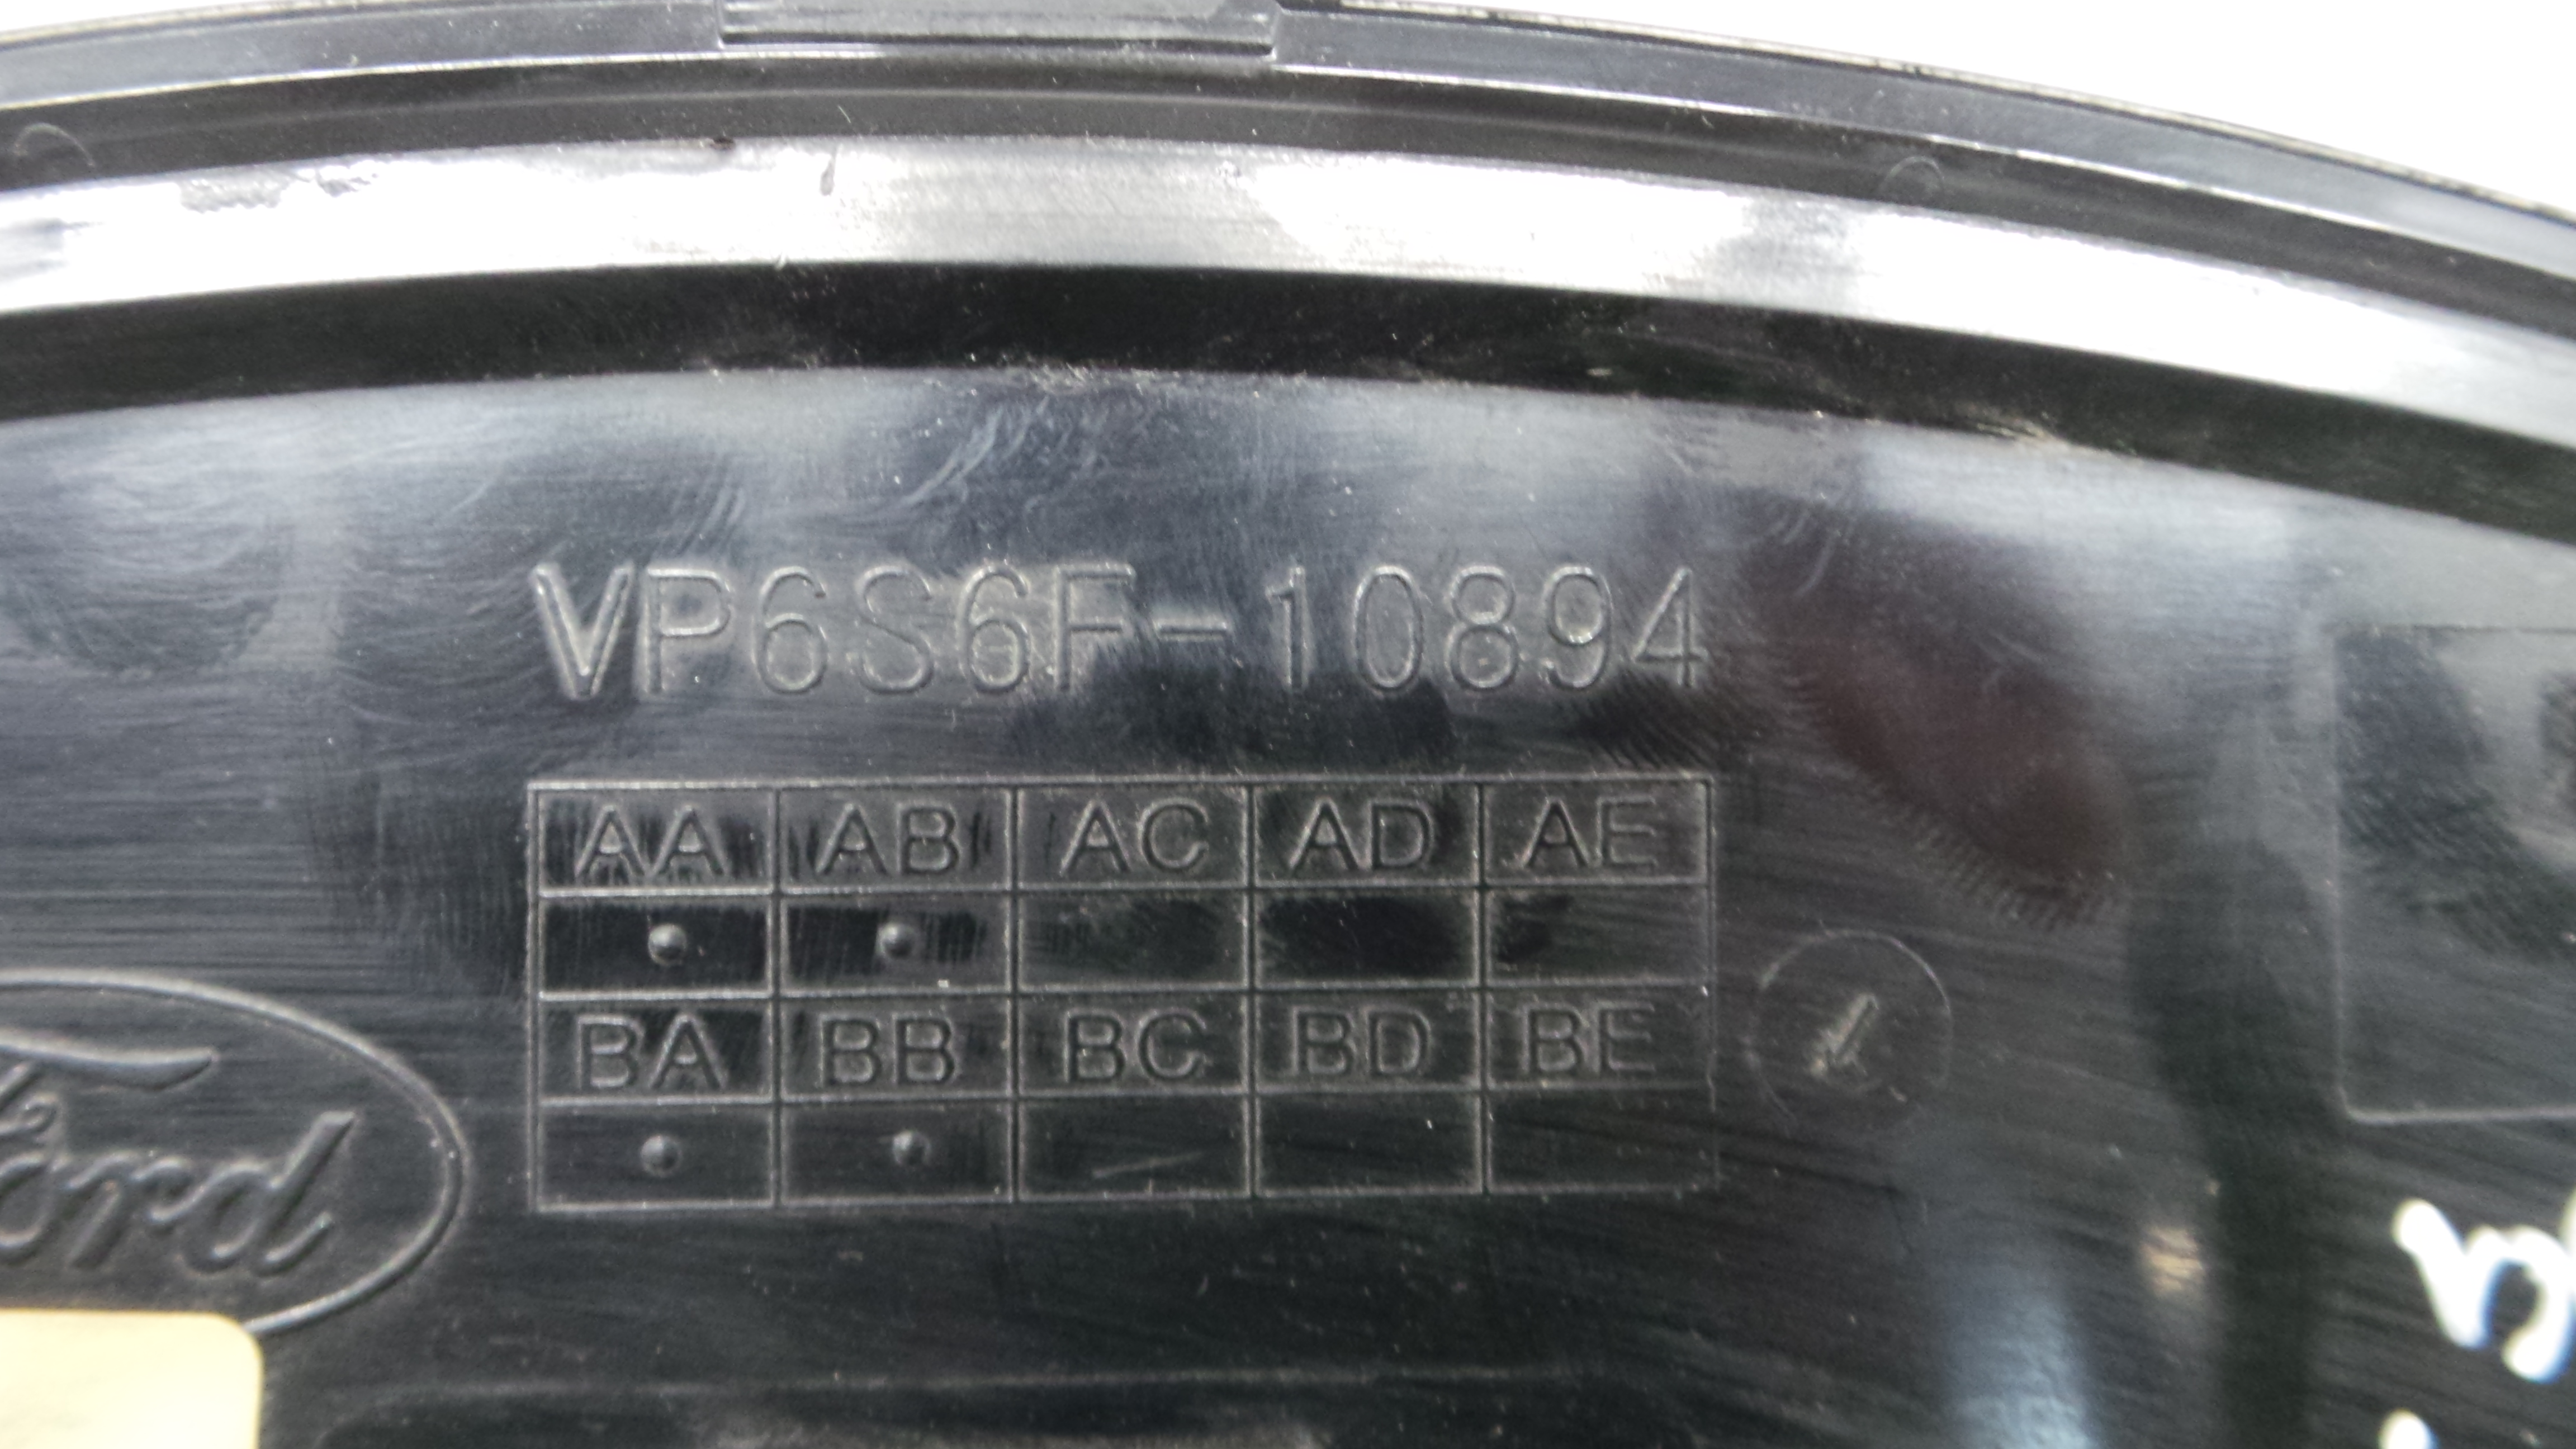 VP6S6F-10894
AA AB AC AD AE
BA BB BC BD BE
Ford